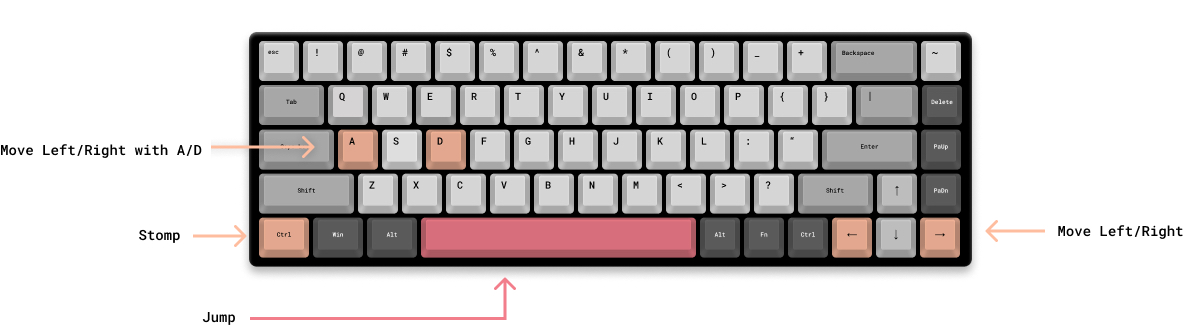 esc ! @ # $ % ^ & * ( ) _ + Backspace ~
Tab Q W E R T Y U I O P { } | Delete
Move Left/Right with A/D
A S D F G H J K L : " Enter PaUp
Shift Z X C V B N M < > ? Shift ↑ PaDn
Stomp
Ctrl Win Alt Alt Fn Ctrl ← ↓ →
Move Left/Right
Jump